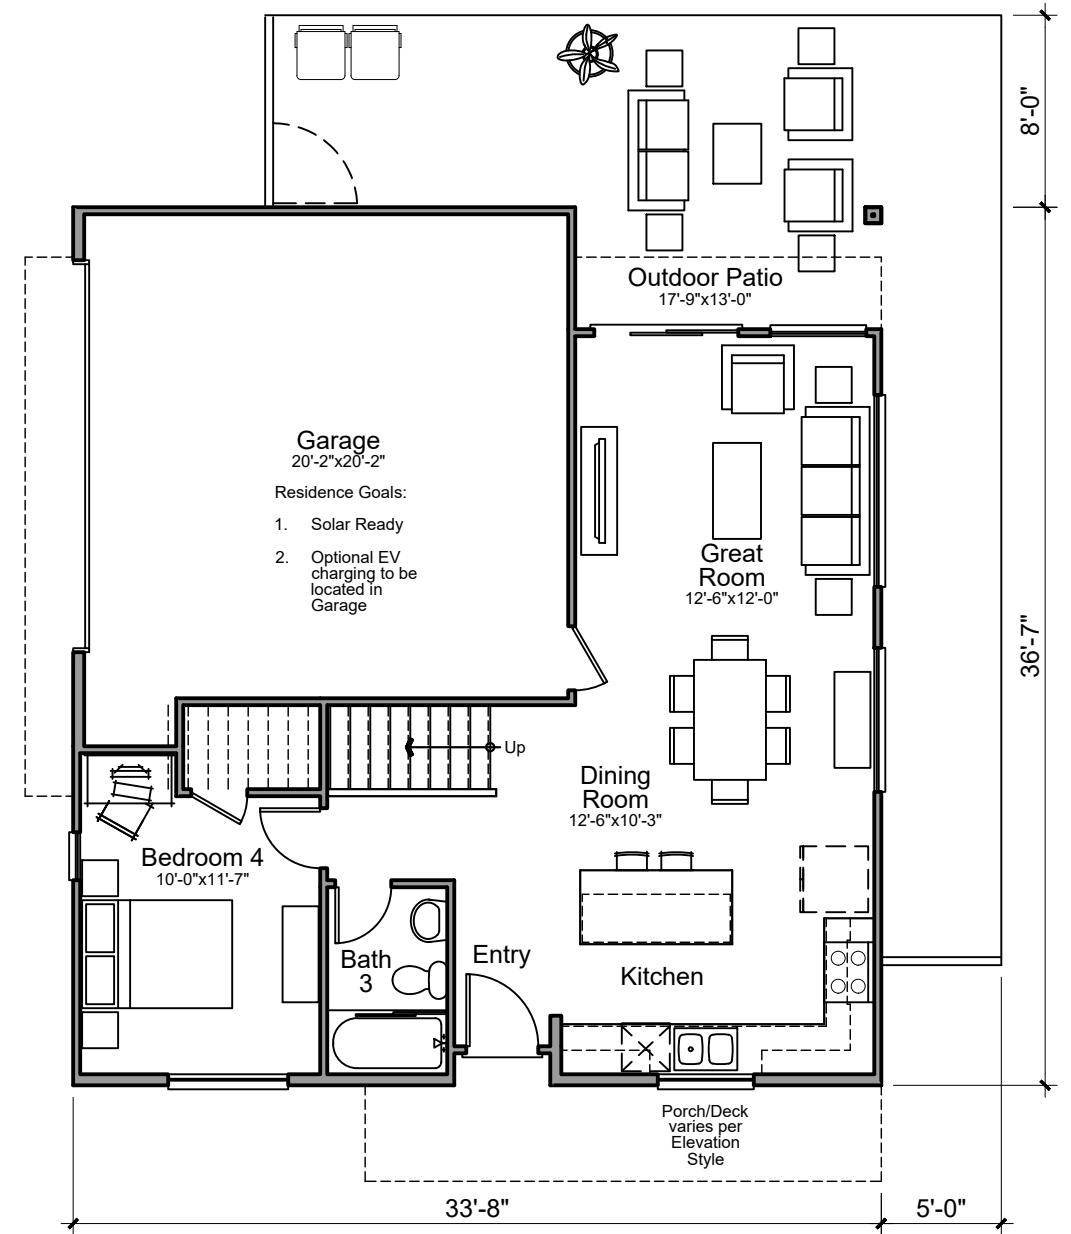 8'-0"
Outdoor Patio
17'-9"x13'-0"
Garage
20'-2"x20'-2"
Residence Goals:
1. Solar Ready
2. Optional EV
charging to be
located in
Garage
Great
Room
12'-6"x12'-0"
36'-7"
Up
Dining
Room
12'-6"x10'-3"
Bedroom 4
10'-0"x11'-7"
Bath
3
Entry
Kitchen
Porch/Deck
varies per
Elevation
Style
33'-8"
5'-0"